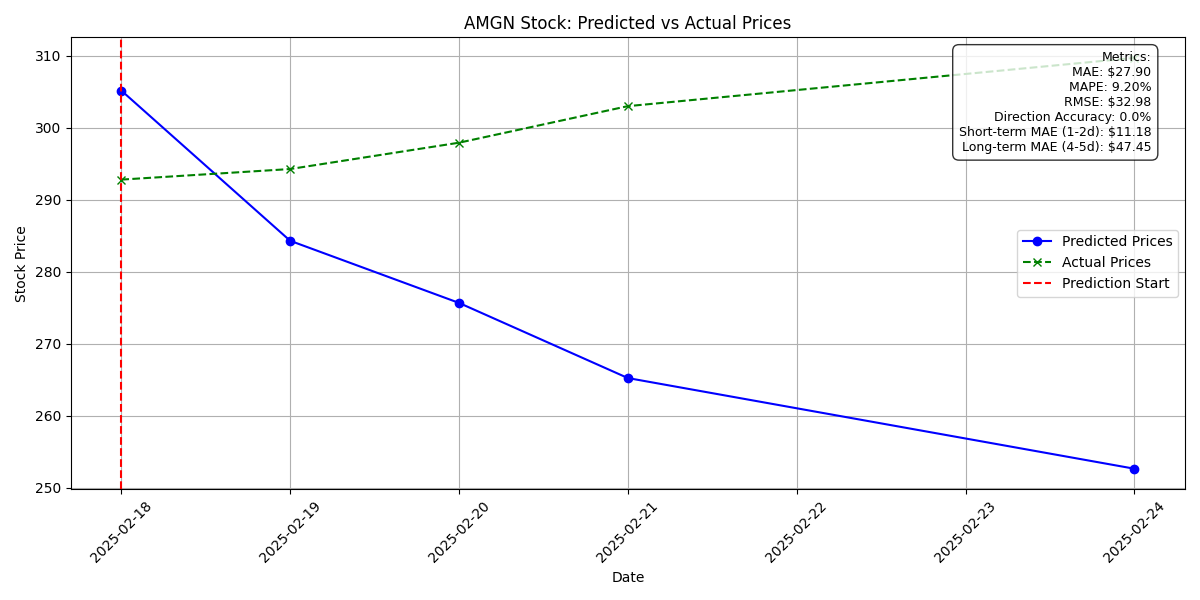 AMGN Stock: Predicted vs Actual Prices
Stock Price
310
300
290
280
270
260
250
Metrics:
MAE: $27.90
MAPE: 9.20%
RMSE: $32.98
Direction Accuracy: 0.0%
Short-term MAE (1-2d): $11.18
Long-term MAE (4-5d): $47.45
Predicted Prices
Actual Prices
Prediction Start
2025-02-18
2025-02-19
2025-02-20
2025-02-21
2025-02-22
2025-02-23
2025-02-24
Date